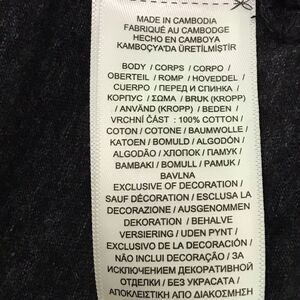 MADE IN CAMBODIA
FABRIQUÉ AU CAMBODGE
HECHO EN CAMBOYA
KAMBOÇYA'DA ÜRETİLMİŞTİR
BODY / CORPS / CORPO /
OBERTEIL / ROMP / HOVEDDEL /
CUERPO / ПЕРЕД И СПИНКА /
КОРПУС / ΣΩΜΑ / BRUK (KROPP)
/ ANVÄND (KROPP) / BEDEN /
VRCHNÍ ČÁST : 100% COTTON /
COTON / COTONE / BAUMWOLLE /
KATOEN / BOMULD / ALGODÓN /
ALGODÃO / ХЛОПОК / ПАМУК /
BAMBAKI / BOMULL / PAMUK /
BAVLNA
EXCLUSIVE OF DECORATION /
SAUF DÉCORATION / ESCLUSA LA
DECORAZIONE / AUSGENOMMEN
DEKORATION / BEHALVE
VERSIERING / UDEN PYNT /
EXCLUSIVO DE LA DECORACIÓN /
NÃO INCLUI DECORAÇÃO / ЗА
ИСКЛЮЧЕНИЕМ ДЕКОРАТИВНОЙ
ОТДЕЛКИ / БЕЗ УКРАСАТА /
ΑΠΟΚΛΕΙΣΤΙΚΗ ΑΠΟ ΔΙΑΚΟΣΜΗΣΗ